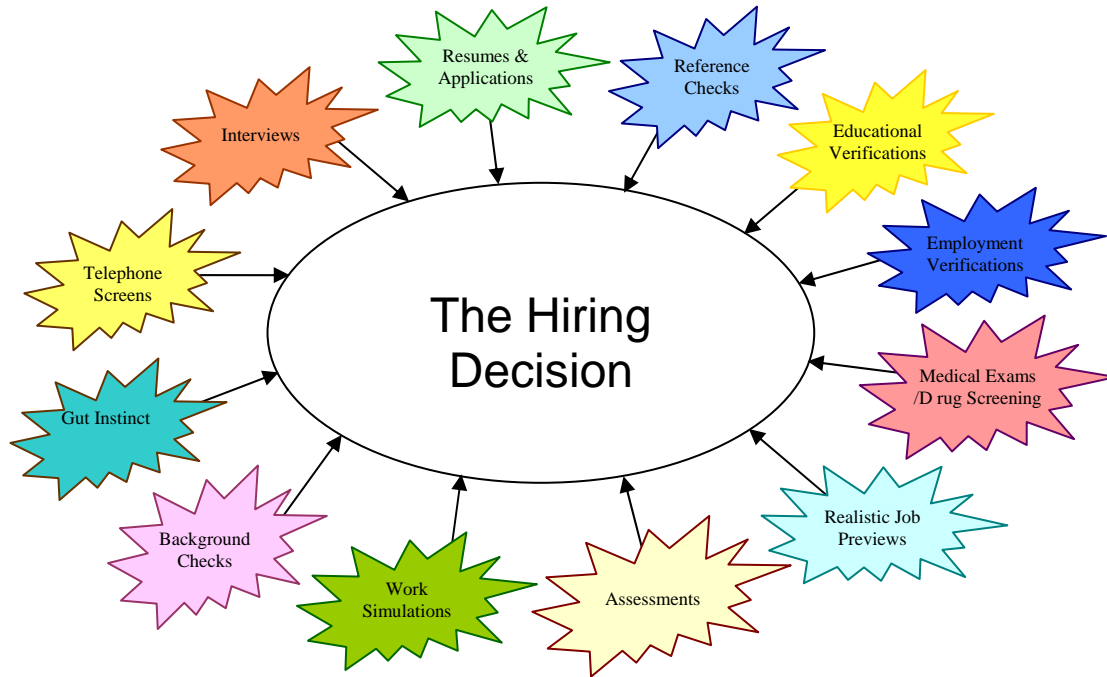 Resumes &
Applications
Reference
Checks
Educational
Verifications
Interviews
Employment
Verifications
Telephone
Screens
The Hiring
Decision
Medical Exams
/D rug Screening
Gut Instinct
Realistic Job
Previews
Background
Checks
Work
Simulations
Assessments